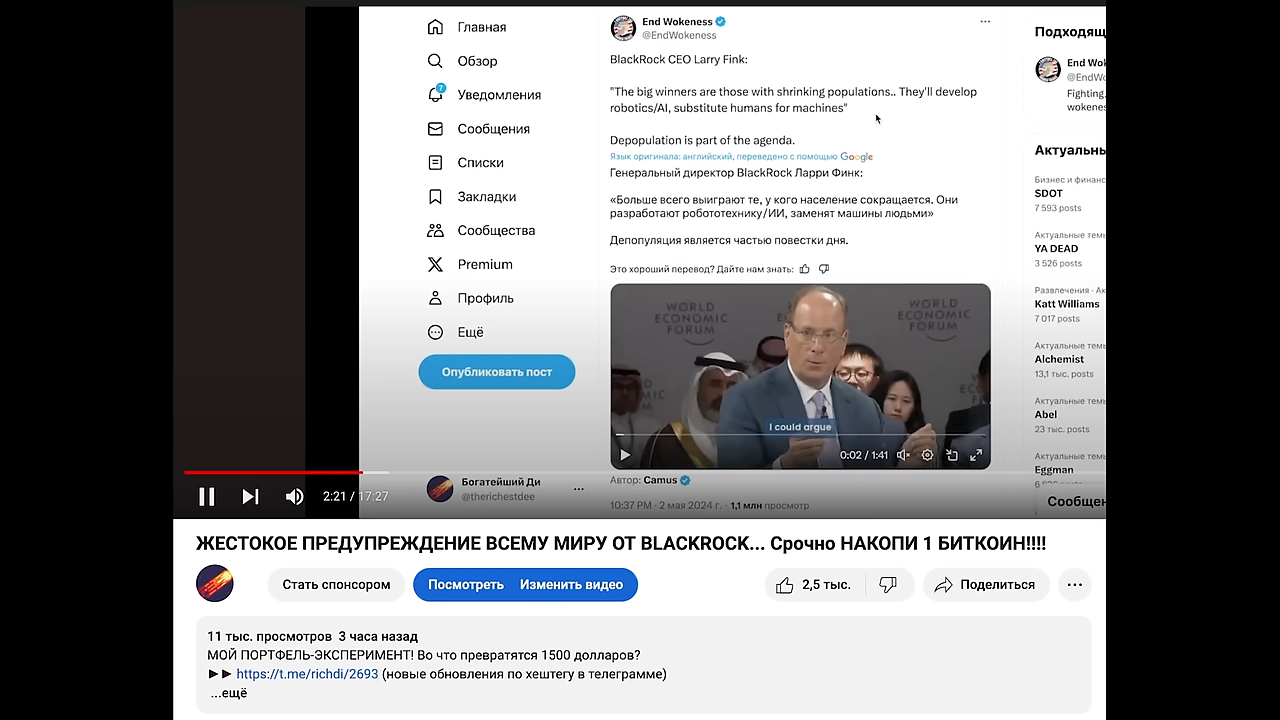 Главная
Обзор
7
Уведомления
Сообщения
Списки
Закладки
Сообщества
Premium
Профиль
Ещё
Опубликовать пост
Богатейший Ди
@therichestdee
End Wokeness
@EndWokeness
BlackRock CEO Larry Fink:
"The big winners are those with shrinking populations.. They'll develop
robotics/AI, substitute humans for machines"
Depopulation is part of the agenda.
Язык оригинала: английский, переведено с помощью Google
Генеральный директор BlackRock Ларри Финк:
«Больше всего выиграют те, у кого население сокращается. Они
разработают робототехнику/ИИ, заменят машины людьми»
Депопуляция является частью повестки дня.
Это хороший перевод? Дайте нам знать:
WORLD
ECONOMIC
FORUM
WORLD
ECONOMIC
FORUM
I could argue
0:02 / 1:41
Автор: Camus
10:37 PM · 2 мая 2024 г. · 1,1 млн просмотр
Подходящ
End Wok
@EndWo
Fighting,
wokenes
Актуальны
Бизнес и финанс
SDOT
7 593 posts
Актуальные темы
YA DEAD
3 526 posts
Развлечения · Ак
Katt Williams
7 017 posts
Актуальные темы
Alchemist
13,1 тыс. posts
Актуальные темы
Abel
23 тыс. posts
Актуальные темы
Eggman
Сообщен
2:21 / 17:27
ЖЕСТОКОЕ ПРЕДУПРЕЖДЕНИЕ ВСЕМУ МИРУ ОТ BLACKROCK... Срочно НАКОПИ 1 БИТКОИН!!!!
Стать спонсором
Посмотреть
Изменить видео
2,5 тыс.
Поделиться
11 тыс. просмотров 3 часа назад
МОЙ ПОРТФЕЛЬ-ЭКСПЕРИМЕНТ! Во что превратятся 1500 долларов?
►► https://t.me/richdi/2693 (новые обновления по хештегу в телеграмме)
...ещё